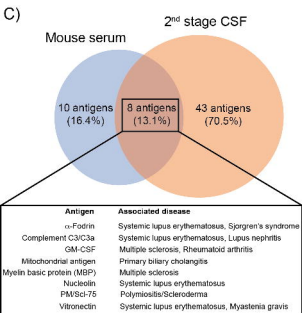 C)
Mouse serum
2nd stage CSF
10 antigens
(16.4%)
8 antigens
(13.1%)
43 antigens
(70.5%)
Antigen Associated disease
α-Fodrin Systemic lupus erythematosus, Sjorgren's syndrome
Complement C3/C3a Systemic lupus erythematosus, Lupus nephritis
GM-CSF Multiple sclerosis, Rheumatoid arthritis
Mitochondrial antigen Primary biliary cholangitis
Myelin basic protein (MBP) Multiple sclerosis
Nucleolin Systemic lupus erythematosus
PM/Scl-75 Polymiositis/Scleroderma
Vitronectin Systemic lupus erythematosus, Myastenia gravis